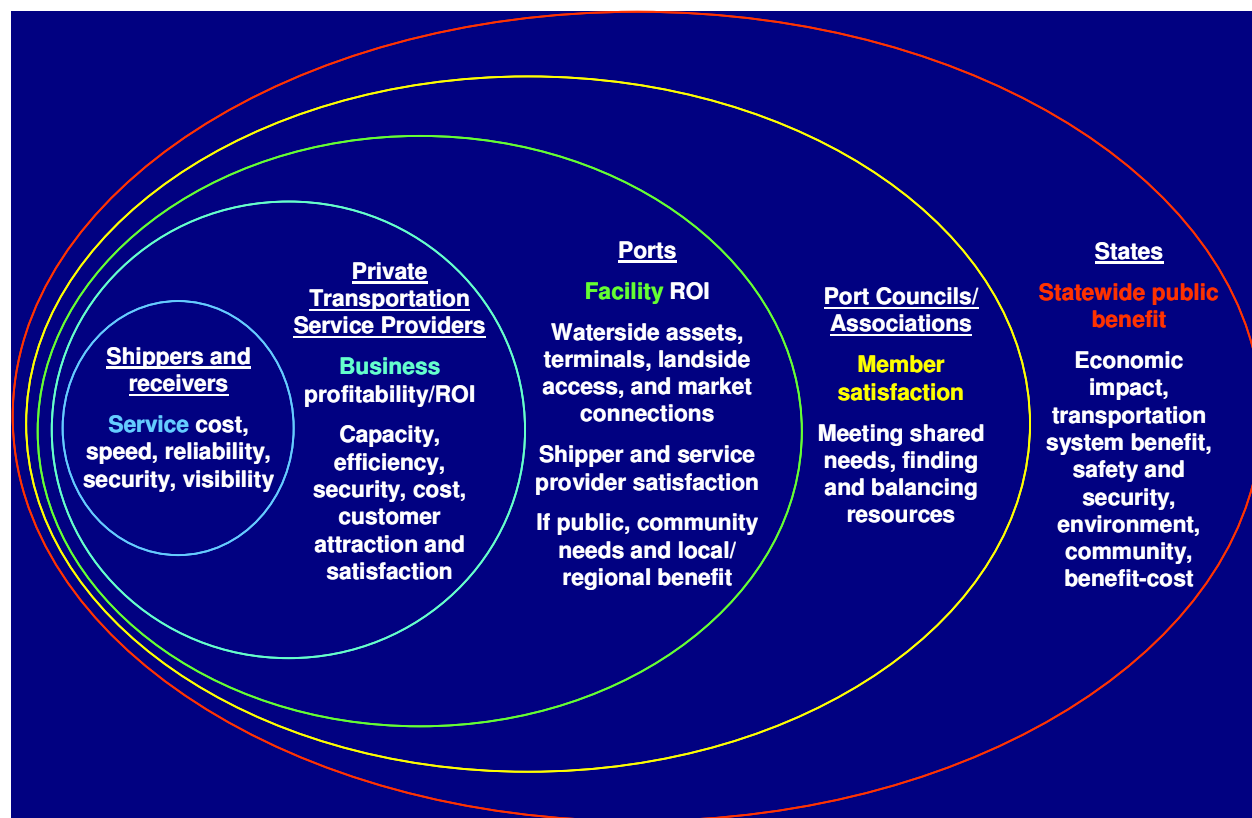 Shippers and
receivers
Service cost,
speed, reliability,
security, visibility
Private
Transportation
Service Providers
Business
profitability/ROI
Capacity,
efficiency,
security, cost,
customer
attraction and
satisfaction
Ports
Facility ROI
Waterside assets,
terminals, landside
access, and market
connections
Shipper and service
provider satisfaction
If public, community
needs and local/
regional benefit
Port Councils/
Associations
Member
satisfaction
Meeting shared
needs, finding
and balancing
resources
States
Statewide public
benefit
Economic
impact,
transportation
system benefit,
safety and
security,
environment,
community,
benefit-cost